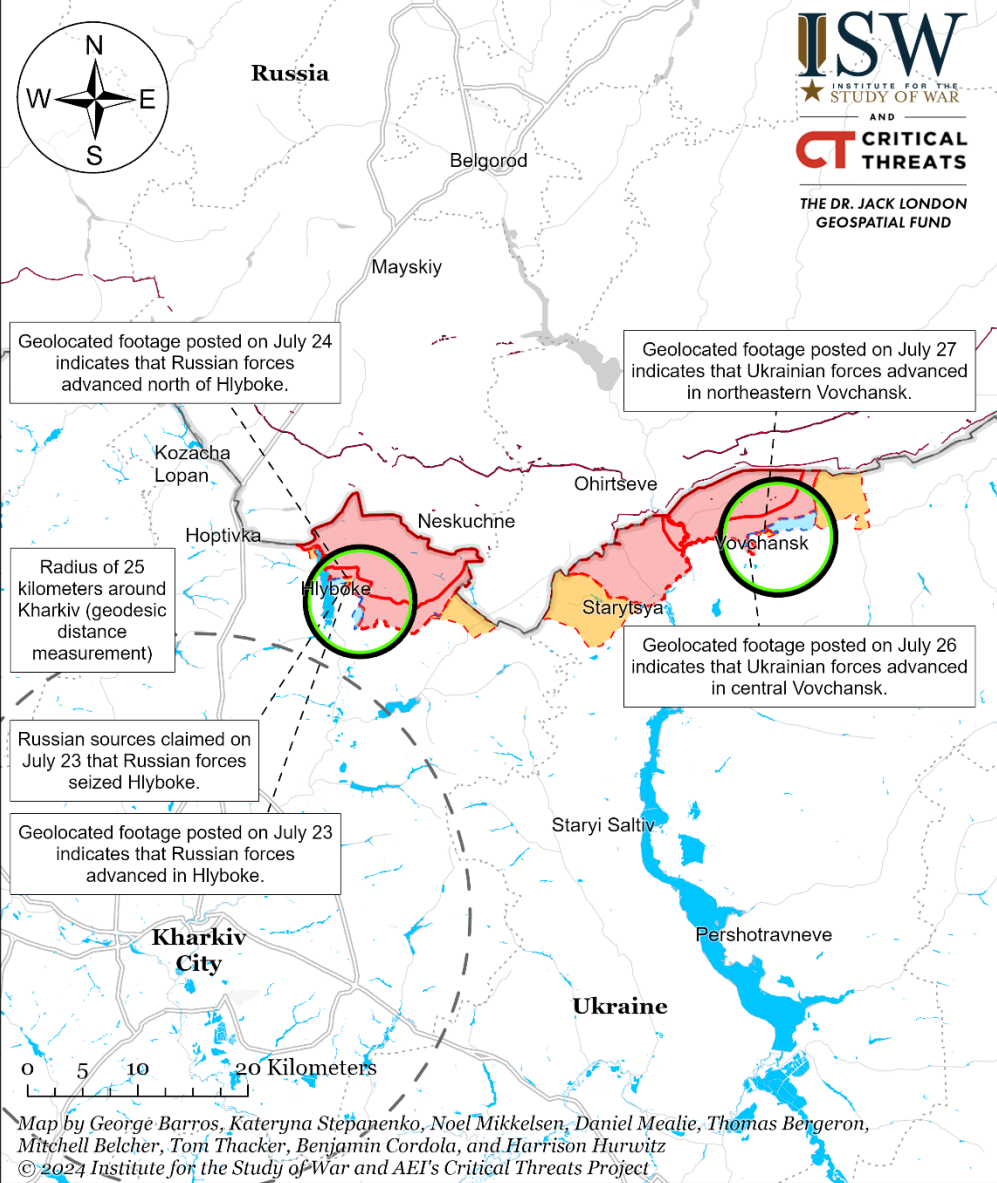 N
W
E
S
Russia
ISW
INSTITUTE FOR THE
STUDY OF WAR
AND
CT CRITICAL
THREATS
THE DR. JACK LONDON
GEOSPATIAL FUND
Belgorod
Mayskiy
Geolocated footage posted on July 24
indicates that Russian forces
advanced north of Hlyboke.
Geolocated footage posted on July 27
indicates that Ukrainian forces advanced
in northeastern Vovchansk.
Kozacha
Lopan
Ohirtseve
Neskuchne
Hoptivka
Vovchansk
Radius of 25
kilometers around
Kharkiv (geodesic
distance
measurement)
Hlyboke
Starytsya
Geolocated footage posted on July 26
indicates that Ukrainian forces advanced
in central Vovchansk.
Russian sources claimed on
July 23 that Russian forces
seized Hlyboke.
Geolocated footage posted on July 23
indicates that Russian forces
advanced in Hlyboke.
Staryi Saltiv
Kharkiv
City
Pershotravneve
Ukraine
0 5 10 20 Kilometers
Map by George Barros, Kateryna Stepanenko, Noel Mikkelsen, Daniel Mealie, Thomas Bergeron,
Mitchell Belcher, Tom Thacker, Benjamin Cordola, and Harrison Hurwitz
© 2024 Institute for the Study of War and AEI's Critical Threats Project